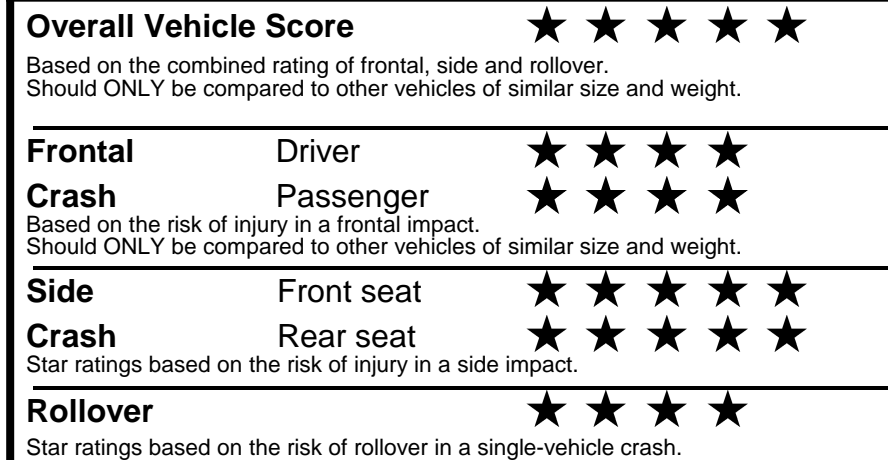 Overall Vehicle Score ★ ★ ★ ★ ★
Based on the combined rating of frontal, side and rollover.
Should ONLY be compared to other vehicles of similar size and weight.
Frontal Driver ★ ★ ★ ★
Crash Passenger ★ ★ ★ ★
Based on the risk of injury in a frontal impact.
Should ONLY be compared to other vehicles of similar size and weight.
Side Front seat ★ ★ ★ ★ ★
Crash Rear seat ★ ★ ★ ★ ★
Star ratings based on the risk of injury in a side impact.
Rollover ★ ★ ★ ★
Star ratings based on the risk of rollover in a single-vehicle crash.